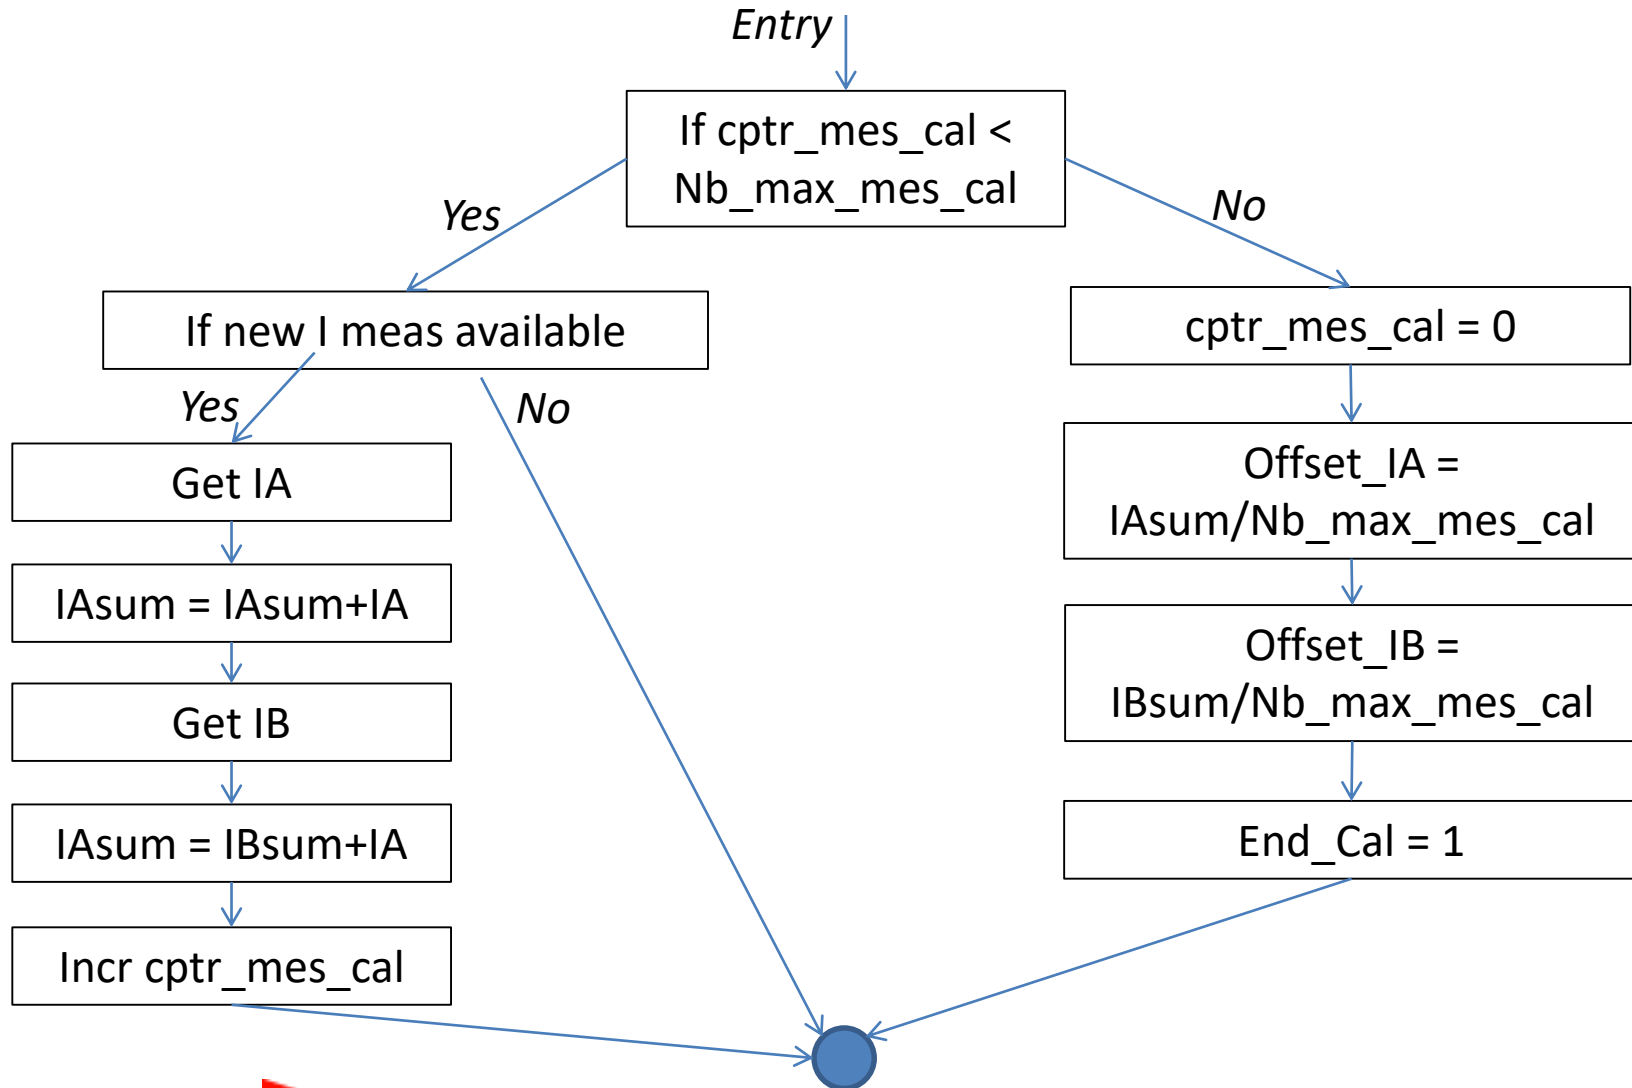 Entry
If cptr_mes_cal <
Nb_max_mes_cal
Yes
No
If new I meas available
cptr_mes_cal = 0
Yes
No
Get IA
Offset_IA =
IAsum/Nb_max_mes_cal
IAsum = IAsum+IA
Offset_IB =
IBsum/Nb_max_mes_cal
Get IB
IAsum = IBsum+IA
End_Cal = 1
Incr cptr_mes_cal